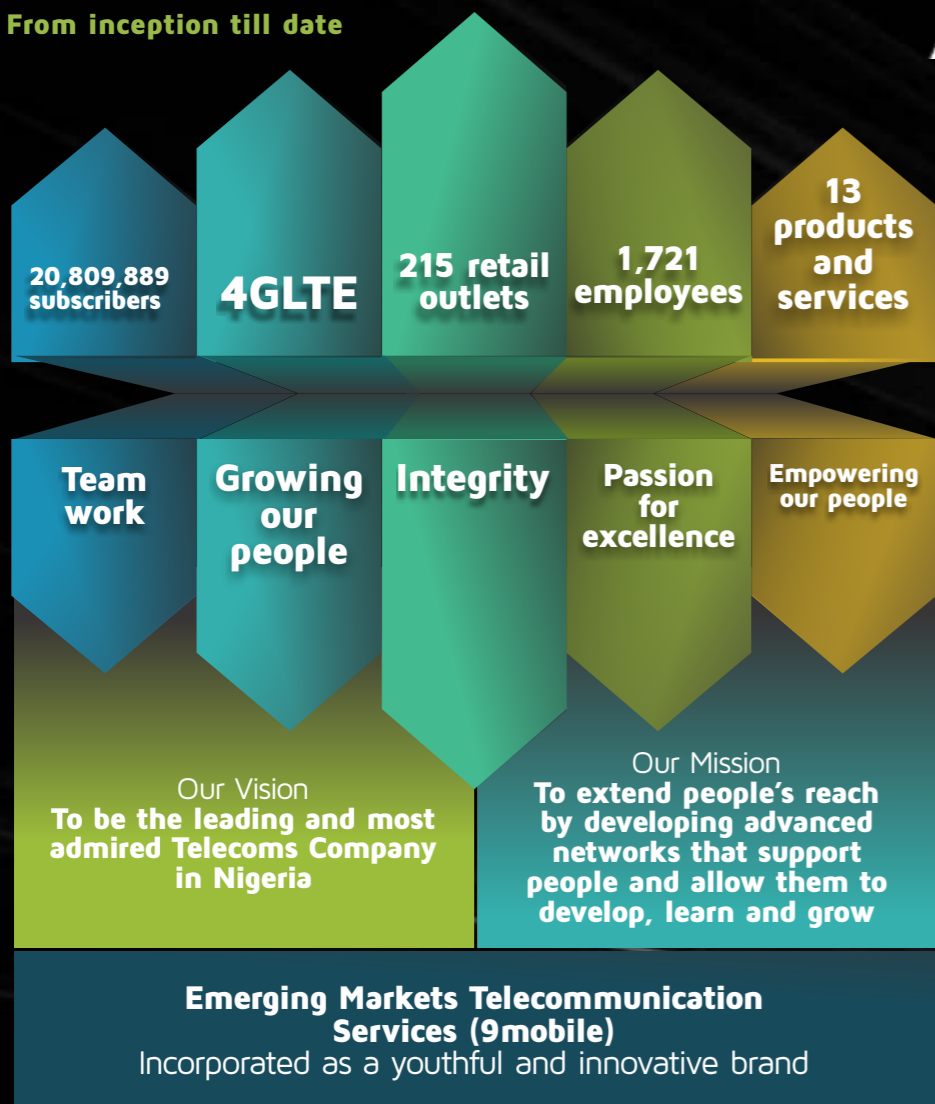 From inception till date
20,809,889
subscribers
4GLTE
215 retail
outlets
1,721
employees
13
products
and
services
Team
work
Growing
our
people
Integrity
Passion
for
excellence
Empowering
our people
Our Vision
To be the leading and most
admired Telecoms Company
in Nigeria
Our Mission
To extend people's reach
by developing advanced
networks that support
people and allow them to
develop, learn and grow
Emerging Markets Telecommunication
Services (9mobile)
Incorporated as a youthful and innovative brand